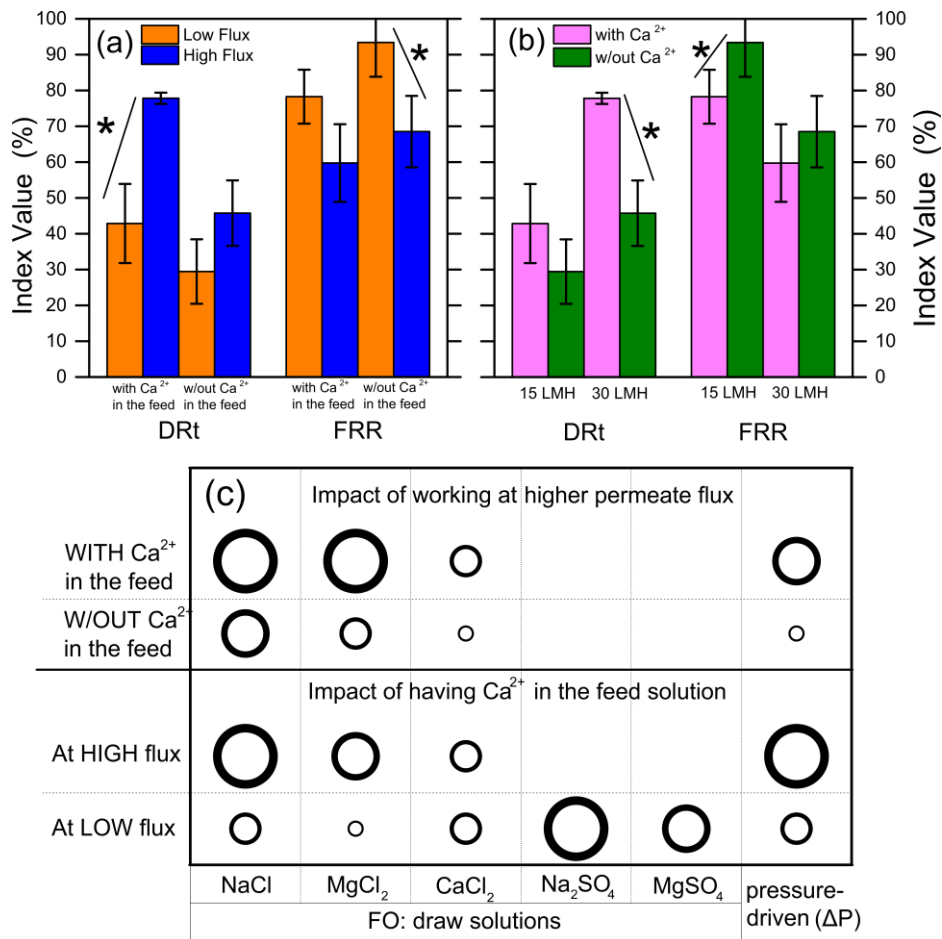 (a)
Low Flux
High Flux
Index Value (%)
100
90
80
70
60
50
40
30
20
10
0
*
*
with Ca²⁺
in the feed
w/out Ca²⁺
in the feed
with Ca²⁺
in the feed
w/out Ca²⁺
in the feed
DRt
FRR
(b)
with Ca²⁺
w/out Ca²⁺
*
*
15 LMH
30 LMH
15 LMH
30 LMH
DRt
FRR
100
90
80
70
60
50
40
30
20
10
0
Index Value (%)
(c)
Impact of working at higher permeate flux
WITH Ca²⁺
in the feed
W/OUT Ca²⁺
in the feed
Impact of having Ca²⁺ in the feed solution
At HIGH flux
At LOW flux
NaCl
MgCl₂
CaCl₂
Na₂SO₄
MgSO₄
pressure-
driven (ΔP)
FO: draw solutions